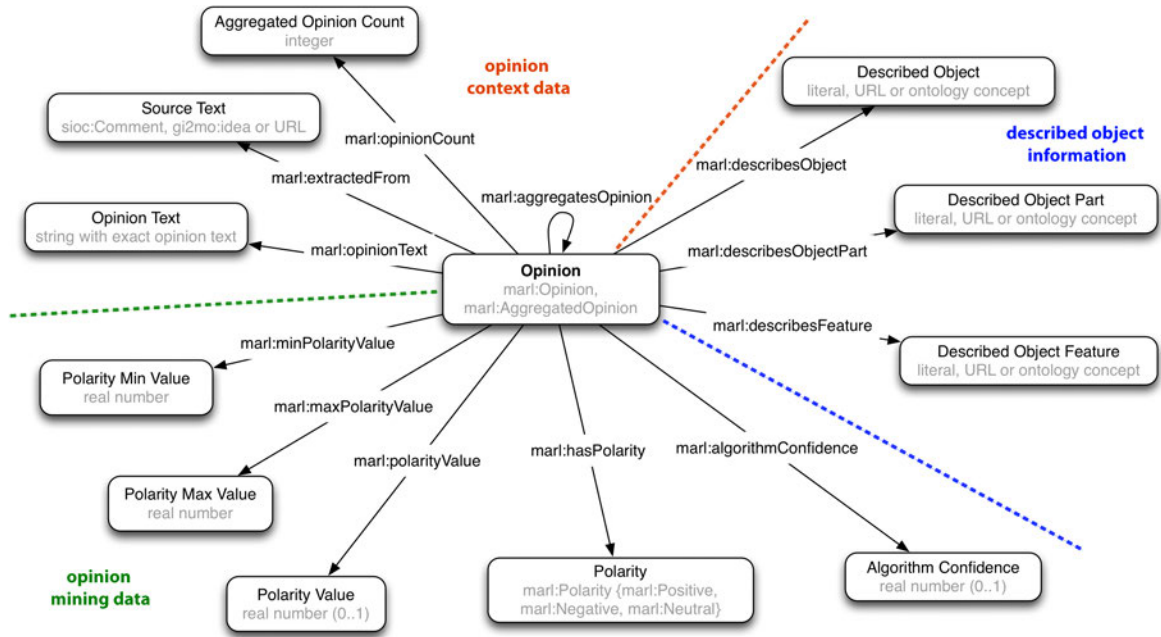 Aggregated Opinion Count
integer
opinion
context data
Described Object
literal, URL or ontology concept
Source Text
sioc:Comment, gi2mo:idea or URL
marl:opinionCount
described object
information
marl:describesObject
marl:extractedFrom
marl:aggregatesOpinion
Described Object Part
literal, URL or ontology concept
Opinion Text
string with exact opinion text
marl:opinionText
marl:describesObjectPart
Opinion
marl:Opinion,
marl:AggregatedOpinion
marl:describesFeature
marl:minPolarityValue
Described Object Feature
literal, URL or ontology concept
Polarity Min Value
real number
marl:maxPolarityValue
marl:hasPolarity
marl:algorithmConfidence
marl:polarityValue
Polarity Max Value
real number
opinion
mining data
Polarity Value
real number (0..1)
Polarity
marl:Polarity {marl:Positive,
marl:Negative, marl:Neutral}
Algorithm Confidence
real number (0..1)